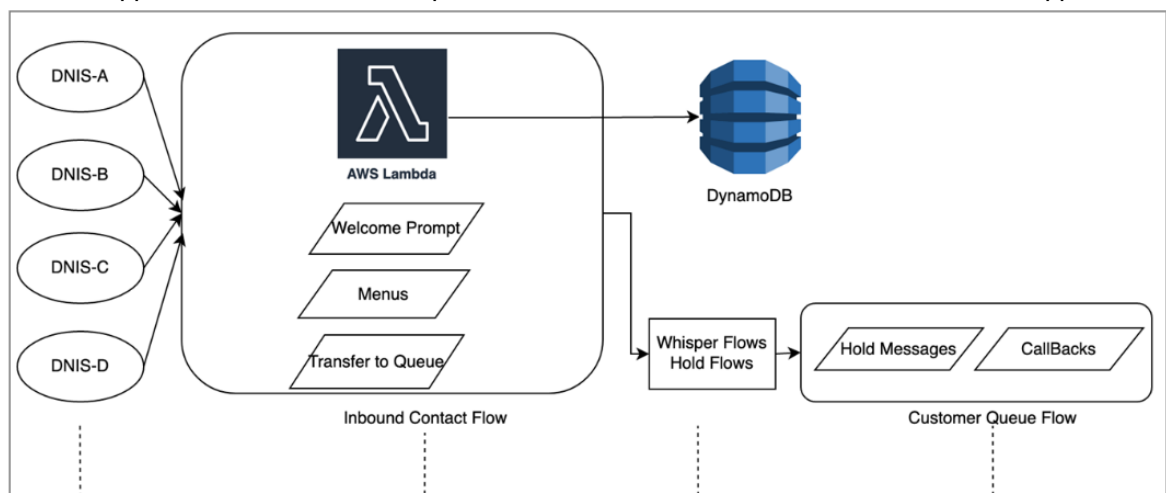 DNIS-A
DNIS-B
DNIS-C
DNIS-D
AWS Lambda
Welcome Prompt
Menus
Transfer to Queue
Inbound Contact Flow
DynamoDB
Whisper Flows
Hold Flows
Hold Messages
CallBacks
Customer Queue Flow